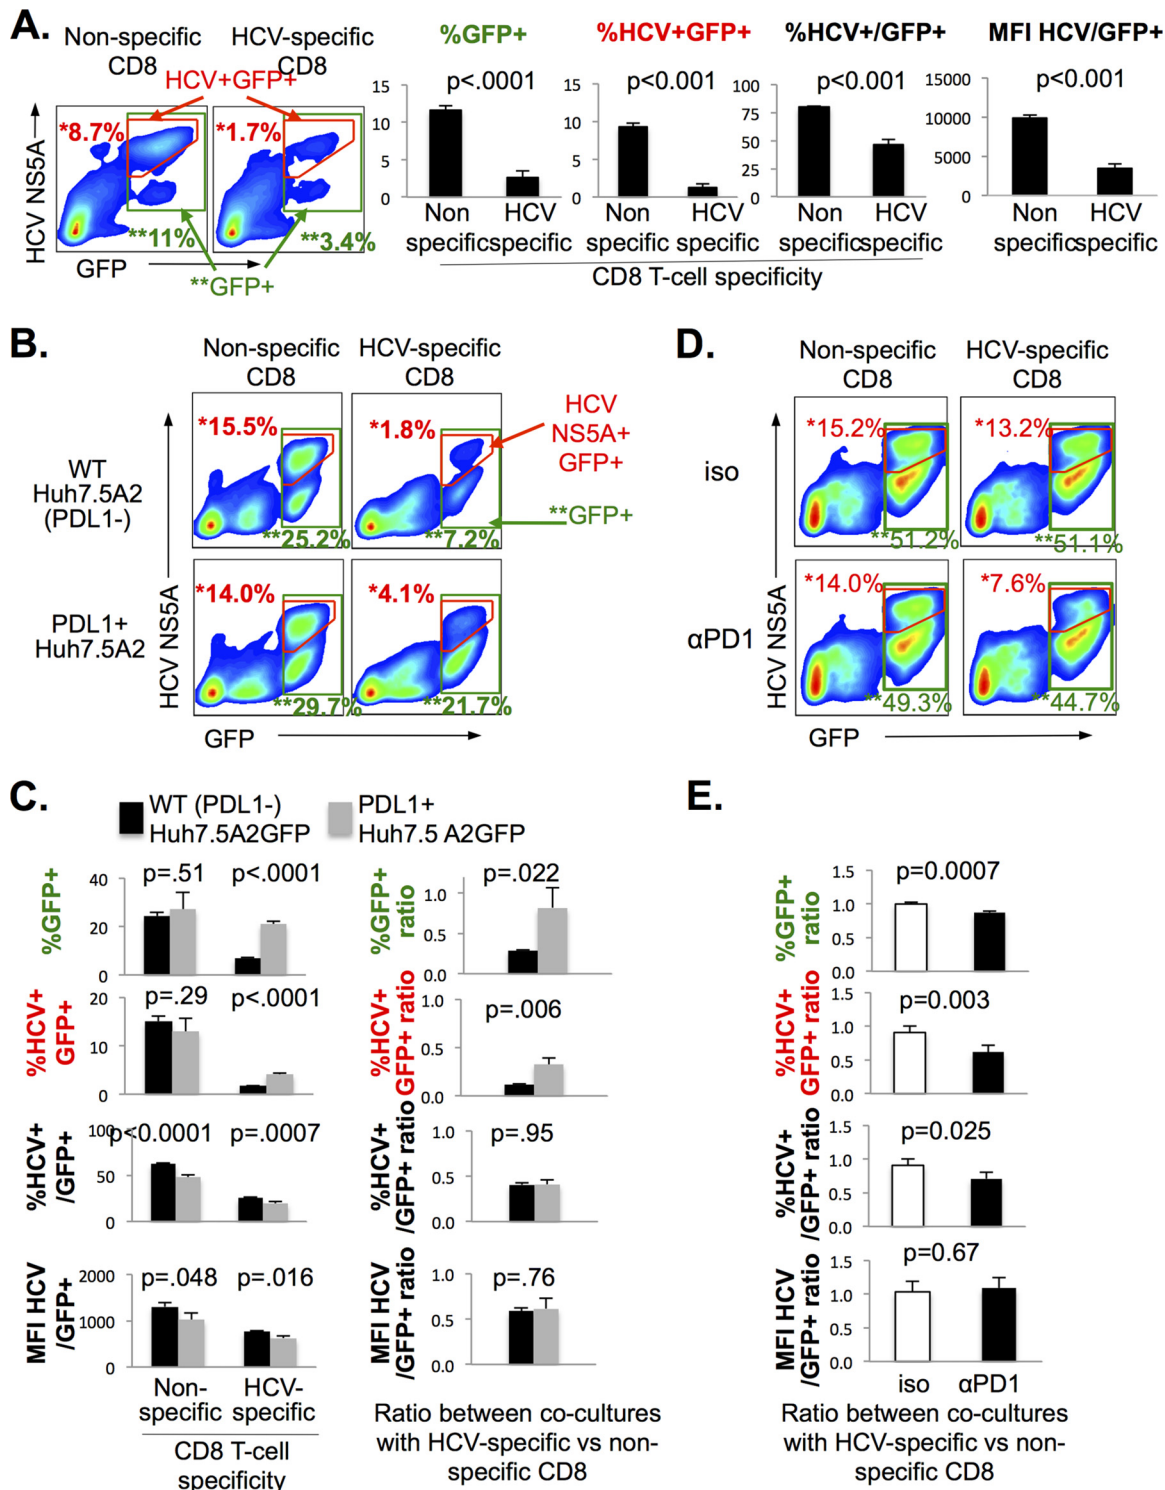 A.
Non-specific
CD8
HCV-specific
CD8
HCV+GFP+
*8.7%
*1.7%
**11%
**3.4%
HCV NS5A
GFP
**GFP+
%GFP+
p<.0001
15
10
5
0
Non
specific
HCV
specific
%HCV+GFP+
p<.001
15
10
5
0
Non
specific
HCV
specific
%HCV+/GFP+
p<.001
100
75
50
25
0
Non
specific
HCV
specific
MFI HCV/GFP+
p<.001
15000
10000
5000
0
Non
specific
HCV
specific
CD8 T-cell specificity
B.
Non-specific
CD8
HCV-specific
CD8
WT
Huh7.5A2
(PDL1-)
*15.5%
**25.2%
*1.8%
**7.2%
HCV
NS5A+
GFP+
**GFP+
PDL1+
Huh7.5A2
*14.0%
**29.7%
*4.1%
**21.7%
HCV NS5A
GFP
D.
Non-specific
CD8
HCV-specific
CD8
iso
*15.2%
**51.2%
*13.2%
**51.1%
αPD1
*14.0%
**49.3%
*7.6%
**44.7%
HCV NS5A
GFP
C.
WT (PDL1-)
Huh7.5A2GFP
PDL1+
Huh7.5 A2GFP
%GFP+
40
20
0
p=.51
p<.0001
%HCV+
GFP+
20
10
0
p=.29
p<.0001
%HCV+
/GFP+
100
50
0
p<0.0001
p=.0007
MFI HCV
/GFP+
2000
1000
0
p=.048
p=.016
Non-
specific
HCV-
specific
CD8 T-cell
specificity
%GFP+
ratio
1.0
0.5
0.0
p=.022
%HCV+
GFP+ ratio
1.0
0.5
0.0
p=.006
%HCV+
/GFP+ ratio
1.0
0.5
0.0
p=.95
MFI HCV
/GFP+ ratio
1.0
0.5
0.0
p=.76
Ratio between co-cultures
with HCV-specific vs non-
specific CD8
E.
%GFP+
ratio
1.5
1.0
0.5
0.0
p=0.0007
%HCV+
GFP+ ratio
1.5
1.0
0.5
0.0
p=0.003
%HCV+
/GFP+ ratio
1.5
1.0
0.5
0.0
p=0.025
MFI HCV
/GFP+ ratio
1.5
1.0
0.5
0.0
p=0.67
iso
αPD1
Ratio between co-cultures
with HCV-specific vs non-
specific CD8